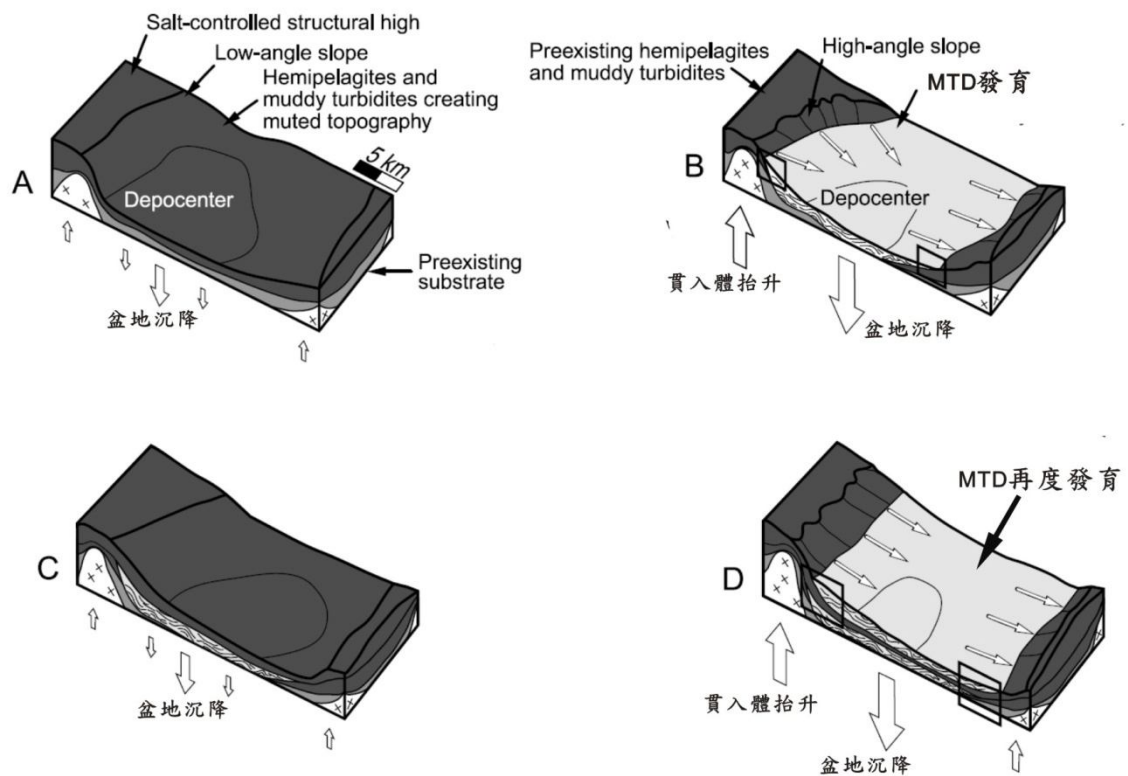 Salt-controlled structural high
Low-angle slope
Hemipelagites and
muddy turbidites creating
muted topography
5 km
A
Depocenter
Preexisting
substrate
盆地沉降
Preexisting hemipelagites
and muddy turbidites
High-angle slope
MTD發育
B
Depocenter
貫入體抬升
盆地沉降
C
盆地沉降
MTD再度發育
D
貫入體抬升
盆地沉降